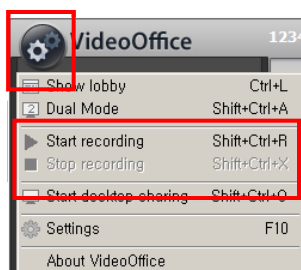 VideoOffice 1234
Show lobby Ctrl+L
2 Dual Mode Shift+Ctrl+A
Start recording Shift+Ctrl+R
Stop recording Shift+Ctrl+X
Start desktop sharing Shift+Ctrl+O
Settings F10
About VideoOffice